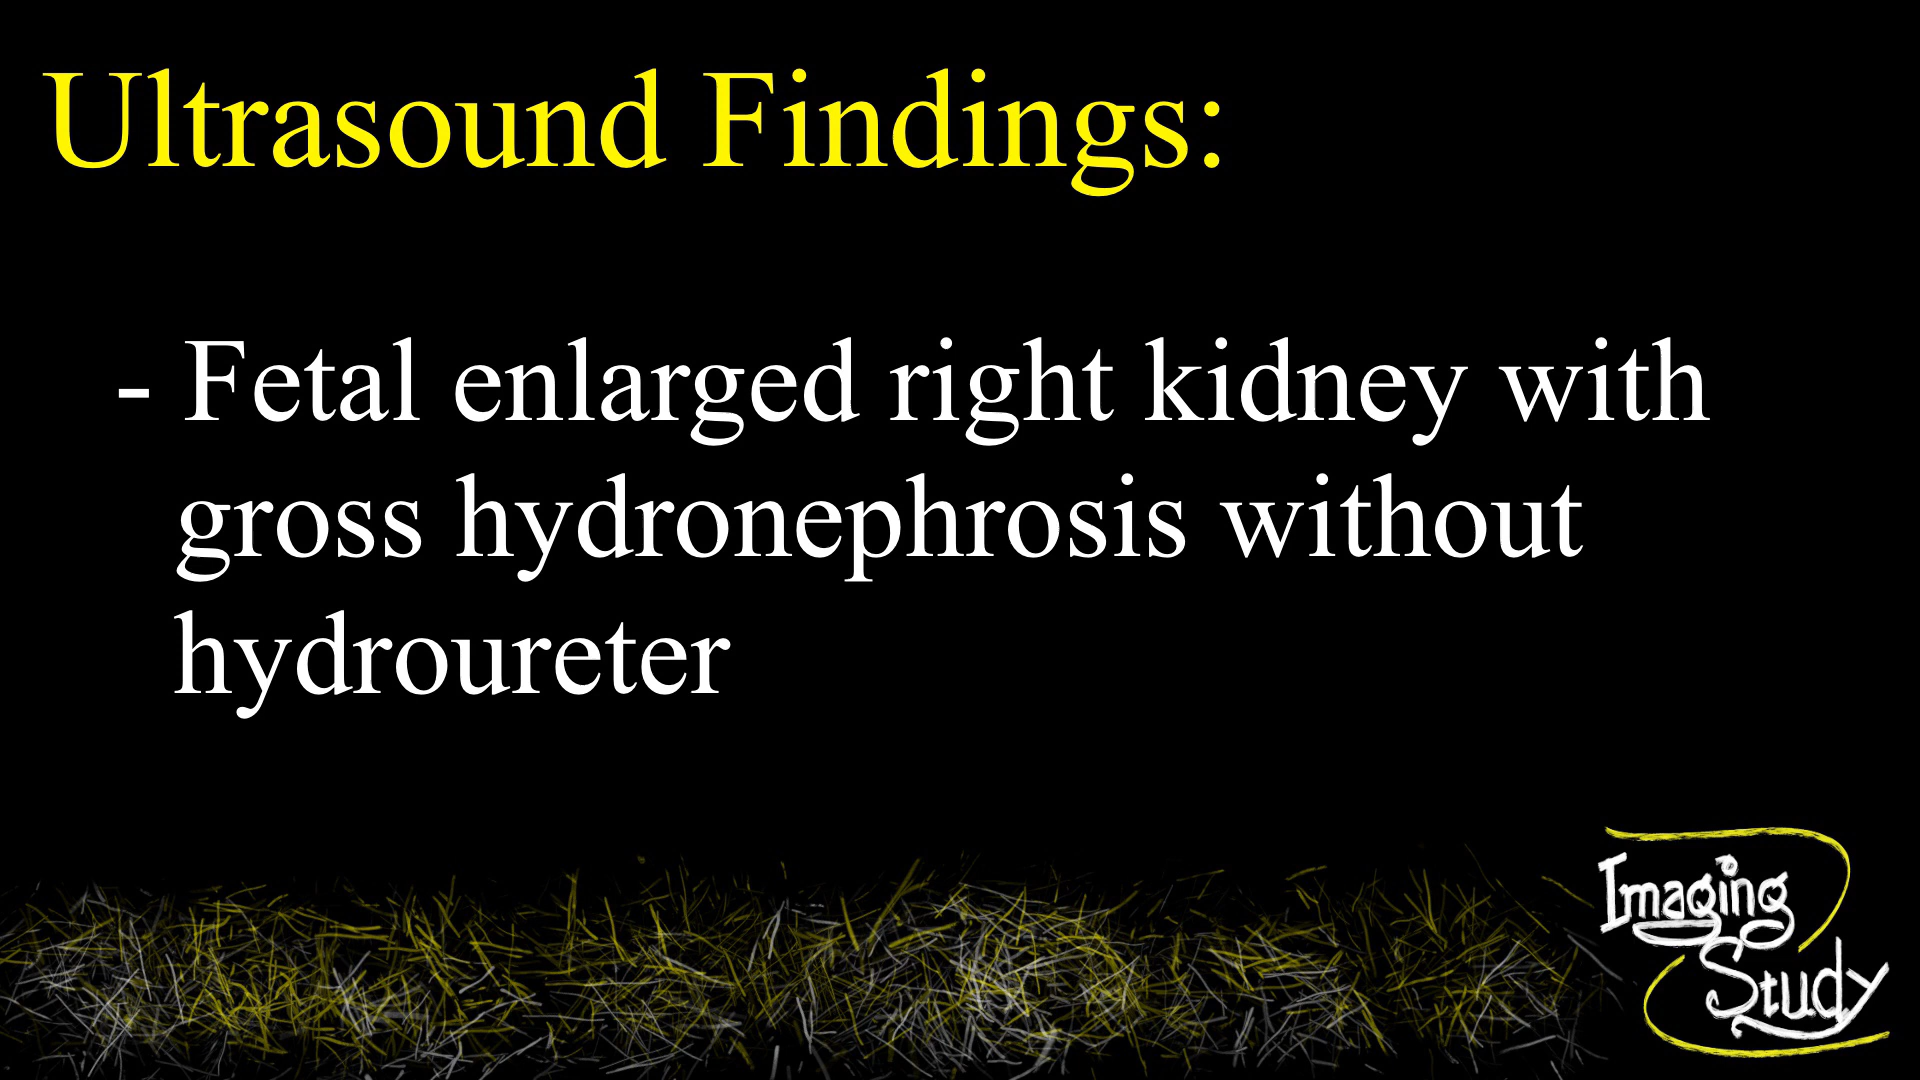 Ultrasound Findings:
- Fetal enlarged right kidney with
gross hydronephrosis without
hydroureter
Imaging
Study